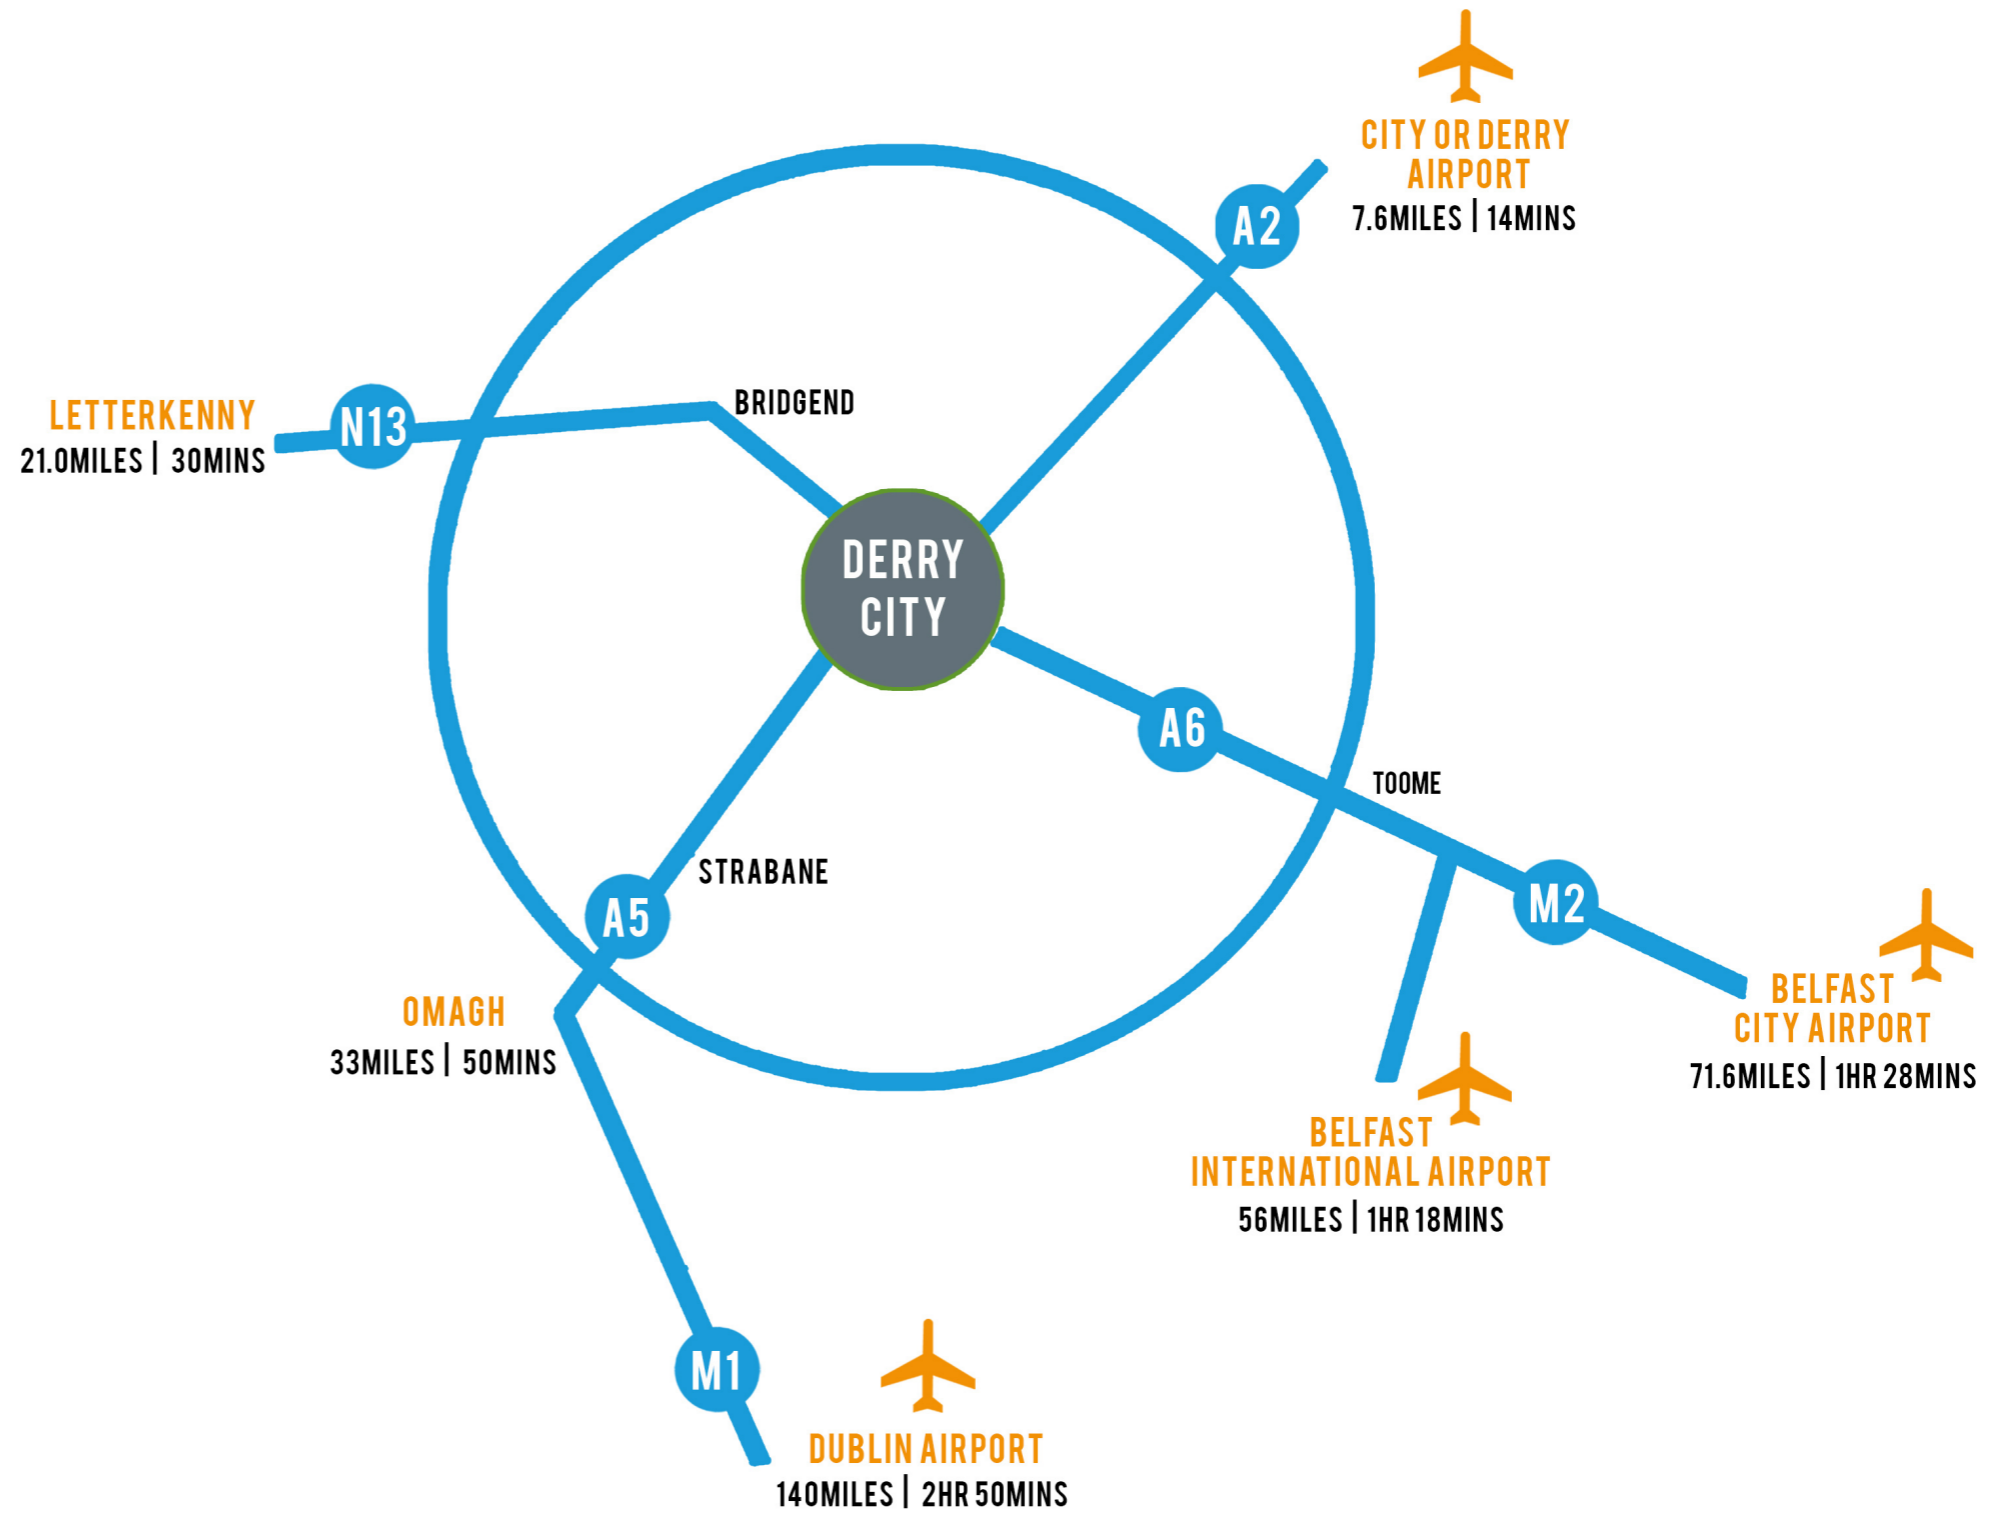 CITY OR DERRY
AIRPORT
7.6MILES | 14MINS
A2
LETTERKENNY
21.0MILES | 30MINS
N13
BRIDGEND
DERRY
CITY
A6
TOOME
STRABANE
A5
M2
OMAGH
33MILES | 50MINS
BELFAST
CITY AIRPORT
71.6MILES | 1HR 28MINS
BELFAST
INTERNATIONAL AIRPORT
56MILES | 1HR 18MINS
M1
DUBLIN AIRPORT
140MILES | 2HR 50MINS